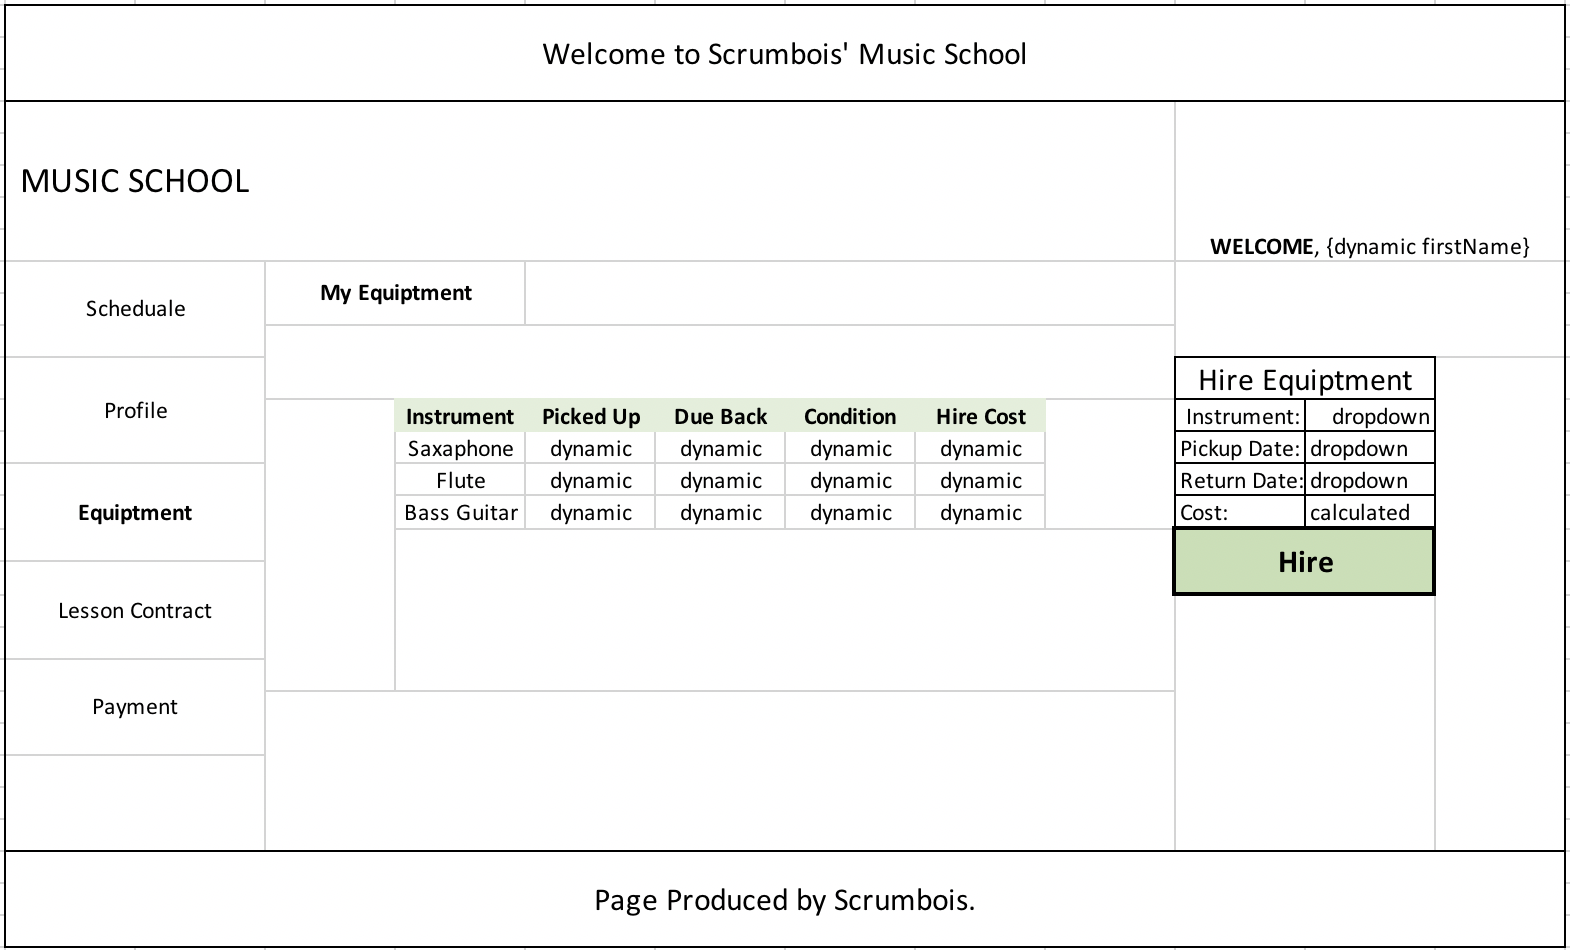 Welcome to Scrumbois' Music School
MUSIC SCHOOL
WELCOME, {dynamic firstName}
Scheduale
Profile
Equiptment
Lesson Contract
Payment
My Equiptment
Instrument Picked Up Due Back Condition Hire Cost
Saxaphone dynamic dynamic dynamic dynamic
Flute dynamic dynamic dynamic dynamic
Bass Guitar dynamic dynamic dynamic dynamic
Hire Equiptment
Instrument: dropdown
Pickup Date: dropdown
Return Date: dropdown
Cost: calculated
Hire
Page Produced by Scrumbois.